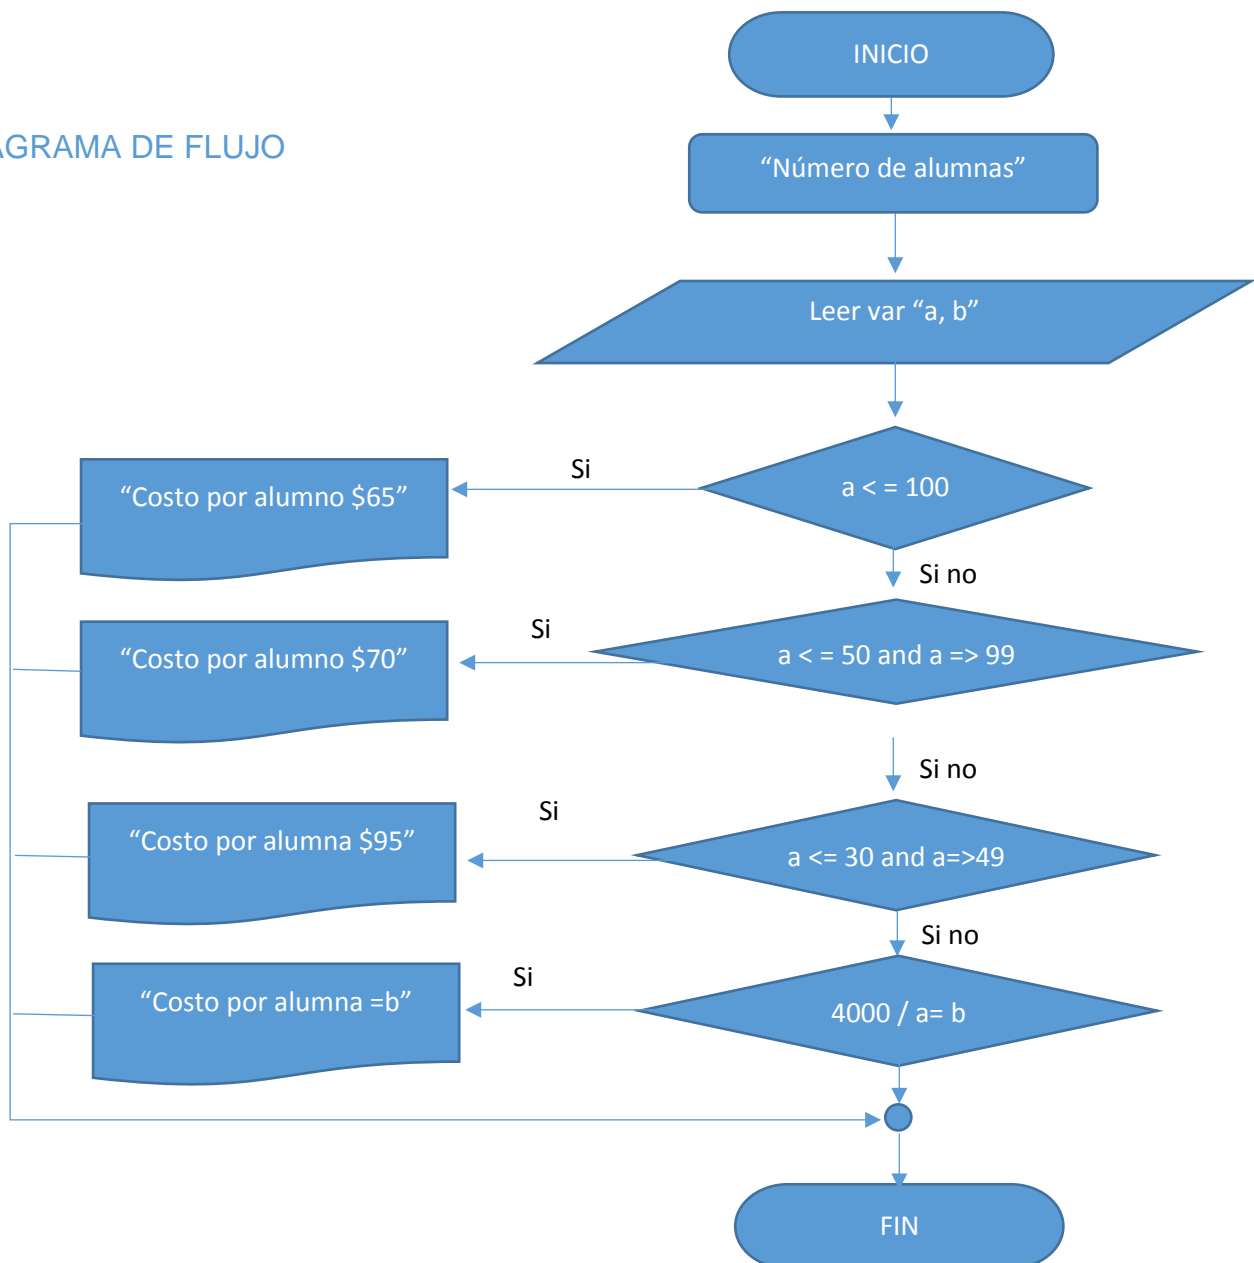 INICIO
AGRAMA DE FLUJO
“Número de alumnas”
Leer var “a, b”
a < = 100
Si
“Costo por alumno $65”
Si no
a < = 50 and a => 99
Si
“Costo por alumno $70”
Si no
a <= 30 and a=>49
Si
“Costo por alumna $95”
Si no
4000 / a= b
Si
“Costo por alumna =b”
FIN